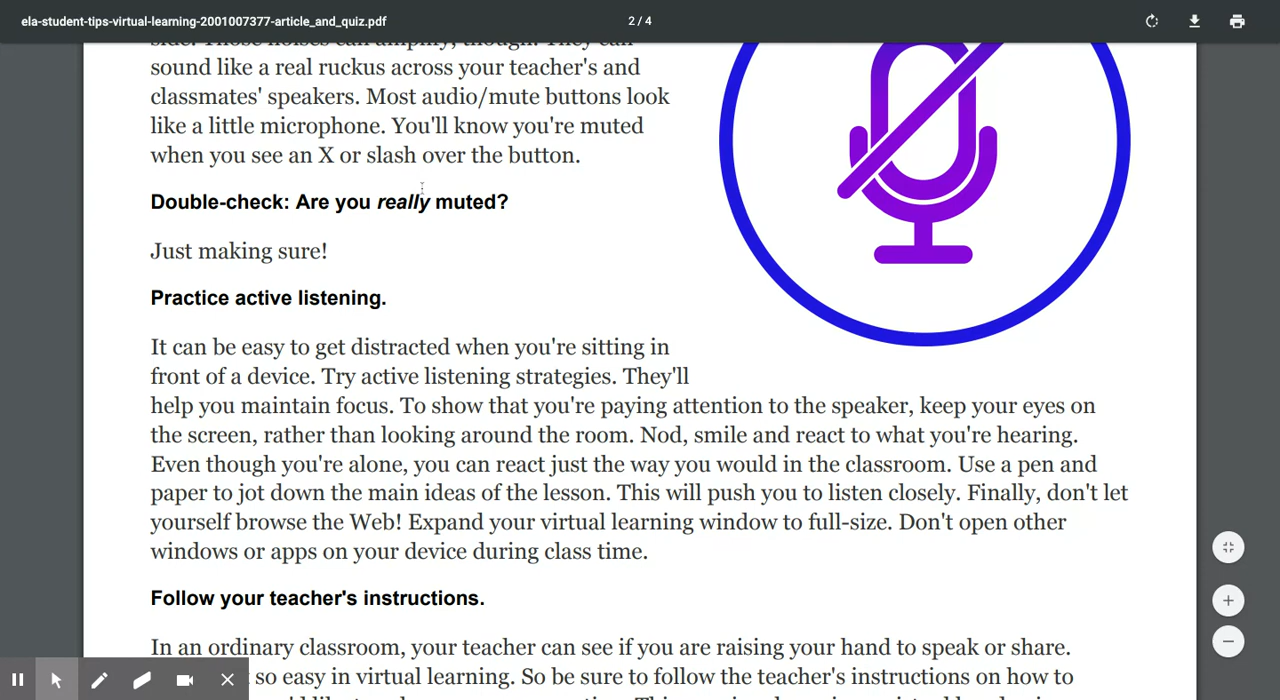 ela-student-tips-virtual-learning-2001007377-article_and_quiz.pdf
2 / 4
side. Those noises can amplify, though. They can
sound like a real ruckus across your teacher's and
classmates' speakers. Most audio/mute buttons look
like a little microphone. You'll know you're muted
when you see an X or slash over the button.
Double-check: Are you really muted?
Just making sure!
Practice active listening.
It can be easy to get distracted when you're sitting in
front of a device. Try active listening strategies. They'll
help you maintain focus. To show that you're paying attention to the speaker, keep your eyes on
the screen, rather than looking around the room. Nod, smile and react to what you're hearing.
Even though you're alone, you can react just the way you would in the classroom. Use a pen and
paper to jot down the main ideas of the lesson. This will push you to listen closely. Finally, don't let
yourself browse the Web! Expand your virtual learning window to full-size. Don't open other
windows or apps on your device during class time.
Follow your teacher's instructions.
In an ordinary classroom, your teacher can see if you are raising your hand to speak or share.
so easy in virtual learning. So be sure to follow the teacher's instructions on how to